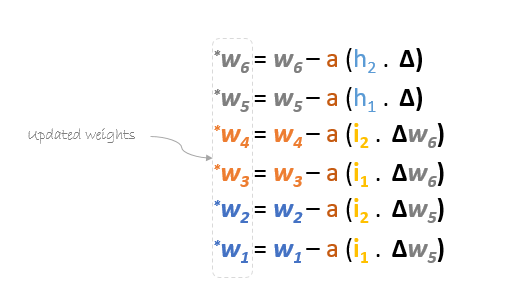 *w₆ = w₆ – a (h₂ . Δ)
*w₅ = w₅ – a (h₁ . Δ)
*w₄ = w₄ – a (i₂ . Δw₆)
Updated weights
*w₃ = w₃ – a (i₁ . Δw₆)
*w₂ = w₂ – a (i₂ . Δw₅)
*w₁ = w₁ – a (i₁ . Δw₅)